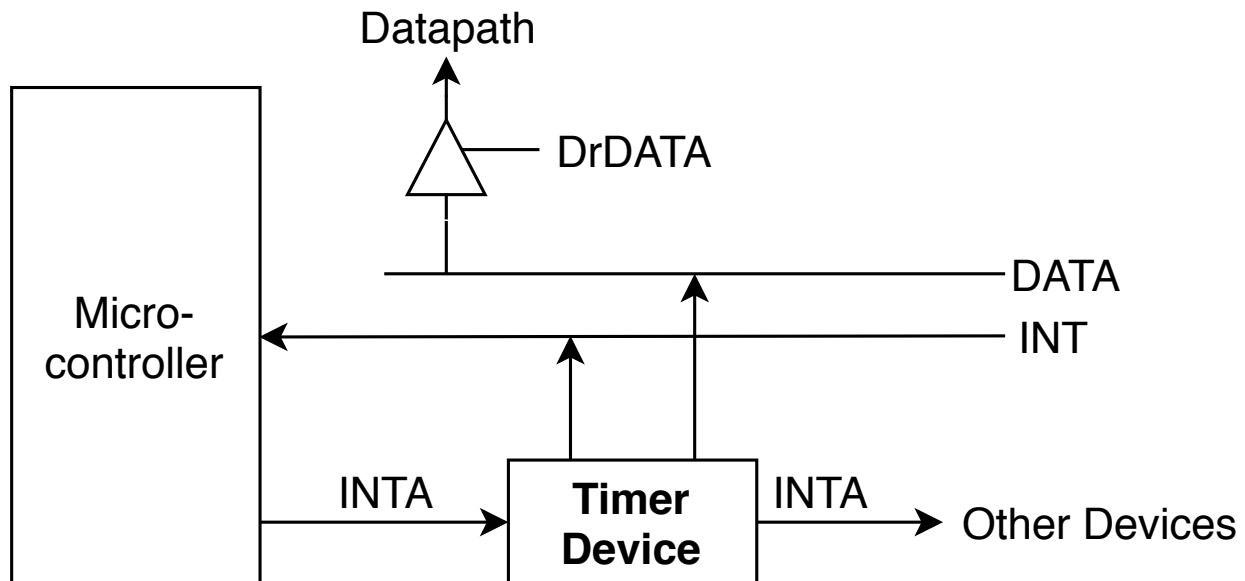 Datapath
DrDATA
DATA
Micro-
controller
INT
INTA
Timer
Device
INTA
Other Devices